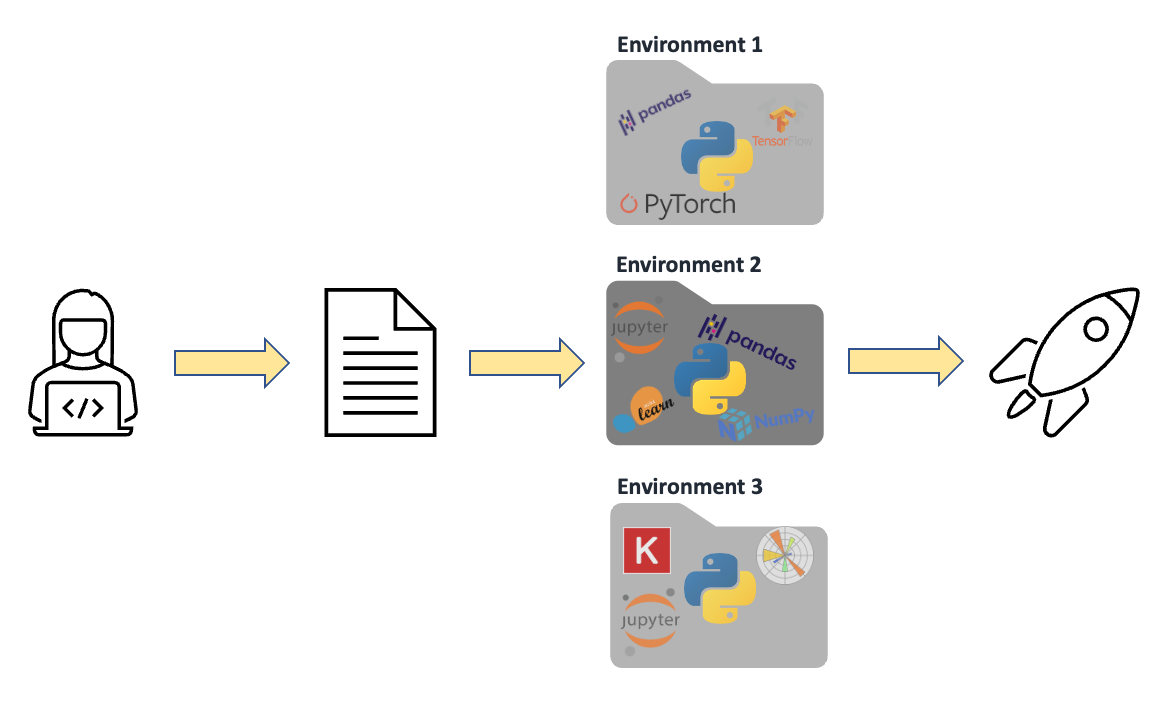 Environment 1
pandas
TensorFlow
PyTorch
Environment 2
jupyter
pandas
</>
learn
NumPy
Environment 3
K
jupyter